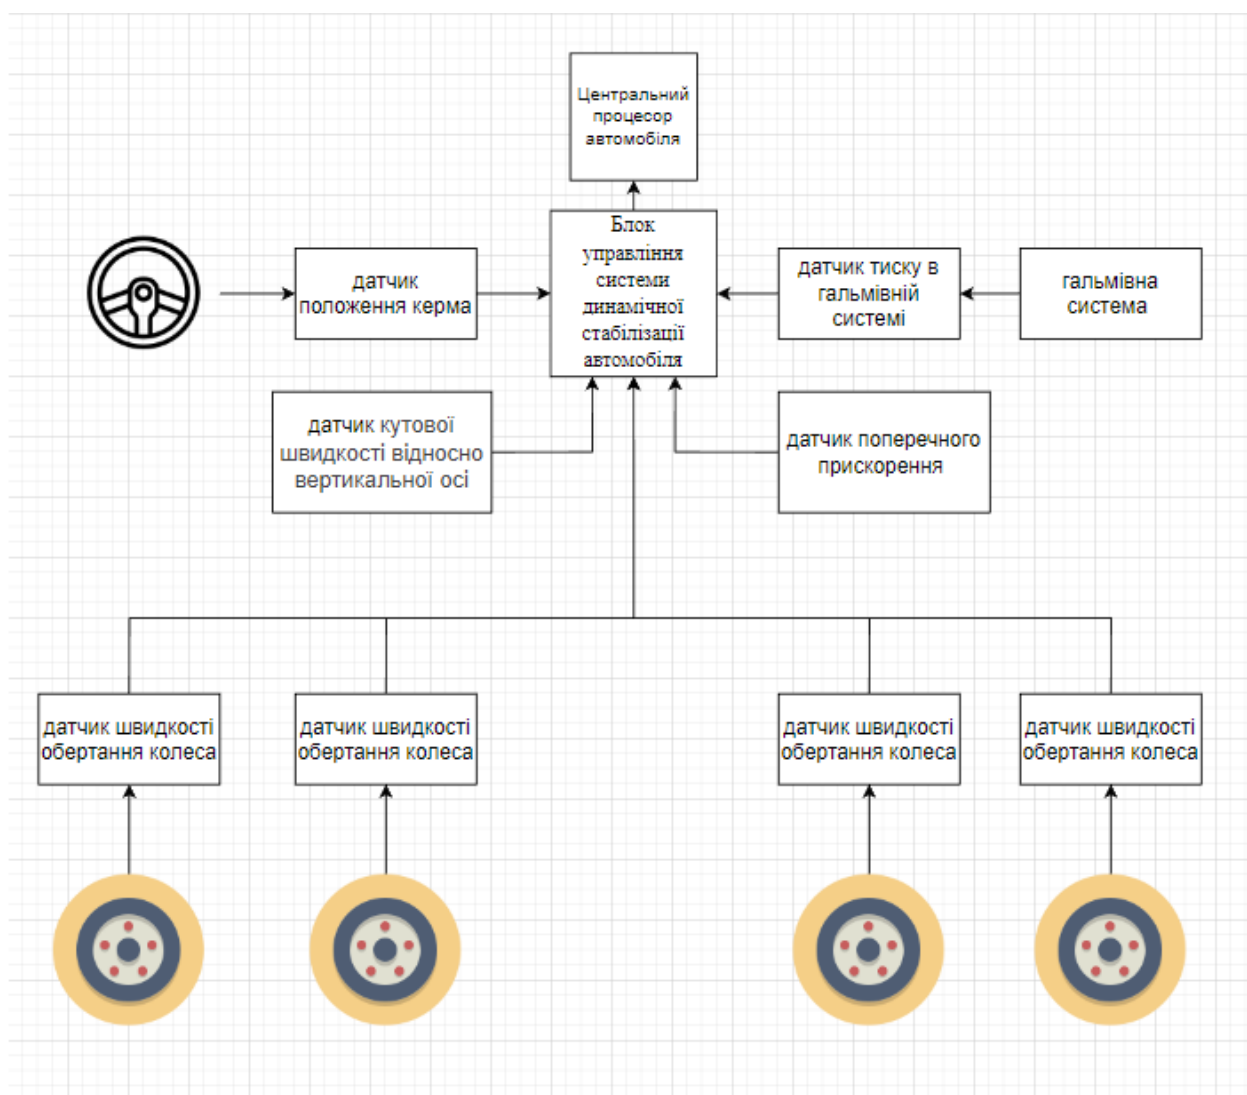 Центральний
процесор
автомобіля
Блок
управління
системи
динамічної
стабілізації
автомобіля
датчик
положення керма
датчик тиску в
гальмівній
системі
гальмівна
система
датчик кутової
швидкості відносно
вертикальної осі
датчик поперечного
прискорення
датчик швидкості
обертання колеса
датчик швидкості
обертання колеса
датчик швидкості
обертання колеса
датчик швидкості
обертання колеса